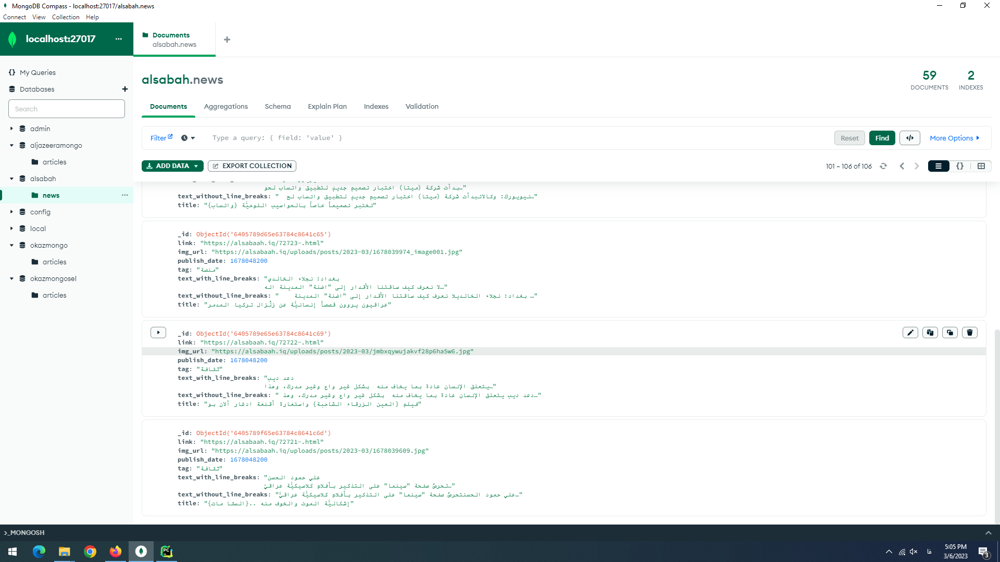 MongoDB Compass - localhost:27017/alsabah.news
Connect View Collection Help
localhost:27017
Documents
alsabah.news
My Queries
Databases
Search
admin
aljazeeramongo
articles
alsabah
news
config
local
okazmongo
articles
okazmongosel
articles
alsabah.news
59
DOCUMENTS
2
INDEXES
Documents Aggregations Schema Explain Plan Indexes Validation
Filter
Type a query: { field: 'value' }
Reset
Find
</>
More Options
ADD DATA
EXPORT COLLECTION
101 – 106 of 106
{}
بدأت شركة (ميتا) اختبار تصميم جديدٍ لتطبيق واتساب لحو…"
text_without_line_breaks: " نيويورك: وكالاتبدأت شركة (ميتا) اختبار تصميم جديدٍ لتطبيق واتساب لح…"
title: "{واتساب} تختبر تصميماً خاصاً بالحواسيب اللوحيَّة"
_id: ObjectId('6405789d65e63784c8641c65')
link: "https://alsabaah.iq/72723-.html"
img_url: "https://alsabaah.iq/uploads/posts/2023-03/1678039974_image001.jpg"
publish_date: 1678048200
tag: "منصة"
text_with_line_breaks: "بغداد: نجلاء الخالدي
لا نعرف كيف ساقتنا الأقدار إلى "اضنة" المدينة الـ…"
text_without_line_breaks: " بغداد: نجلاء الخالديلا نعرف كيف ساقتنا الأقدار إلى "اضنة" المدينة …"
title: "عراقيون يروون قصصاً إنسانيَّة عن زلْزال تركيا المدمر"
_id: ObjectId('6405789e65e63784c8641c69')
link: "https://alsabaah.iq/72722-.html"
img_url: "https://alsabaah.iq/uploads/posts/2023-03/jmbxqywujakvf28p6ha5w6.jpg"
publish_date: 1678048200
tag: "ثقافة"
text_with_line_breaks: "دعد ديب
يتعلق الإنسان عادة بما يخاف منه بشكل غير واعٍ وغير مدرك، وهذا…"
text_without_line_breaks: " دعد ديب يتعلق الإنسان عادة بما يخاف منه بشكل غير واعٍ وغير مدرك، وهذ…"
title: "فيلم {العين الزرقاء الشاحبة} واستعارة أقنعة ادغار ألان بو"
_id: ObjectId('6405789f65e63784c8641c6d')
link: "https://alsabaah.iq/72721-.html"
img_url: "https://alsabaah.iq/uploads/posts/2023-03/1678039609.jpg"
publish_date: 1678048200
tag: "ثقافة"
text_with_line_breaks: "علي حمود الحسن
تحرصُ صفحة "سينما" على التذكير بأفلام كلاسيكيَّة عراقيّ…"
text_without_line_breaks: "علي حمود الحسنتحرصُ صفحة "سينما" على التذكير بأفلام كلاسيكيَّة عراقيَّ…"
title: "{السقا مات}.. إشكاليَّة الموت والخوف منه"
>_MONGOSH
PC
فا
5:05 PM
3/6/2023
3